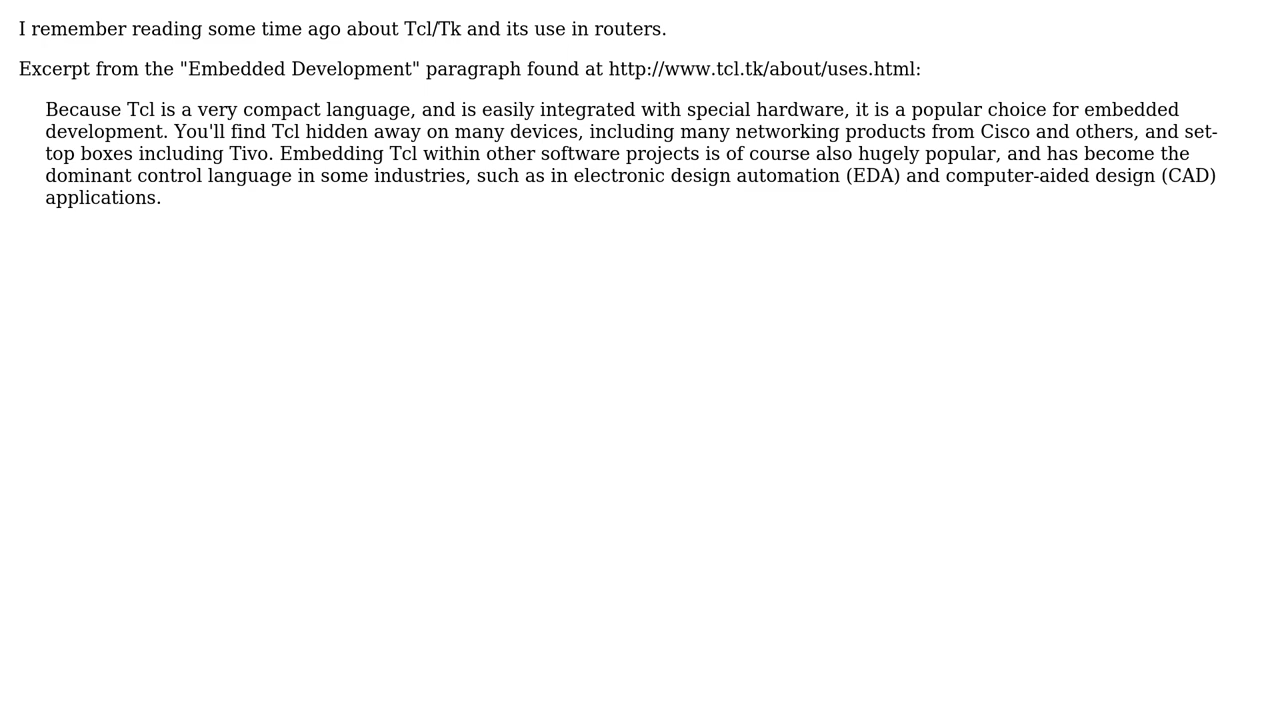 I remember reading some time ago about Tcl/Tk and its use in routers.
Excerpt from the "Embedded Development" paragraph found at http://www.tcl.tk/about/uses.html:
Because Tcl is a very compact language, and is easily integrated with special hardware, it is a popular choice for embedded
development. You'll find Tcl hidden away on many devices, including many networking products from Cisco and others, and set-
top boxes including Tivo. Embedding Tcl within other software projects is of course also hugely popular, and has become the
dominant control language in some industries, such as in electronic design automation (EDA) and computer-aided design (CAD)
applications.